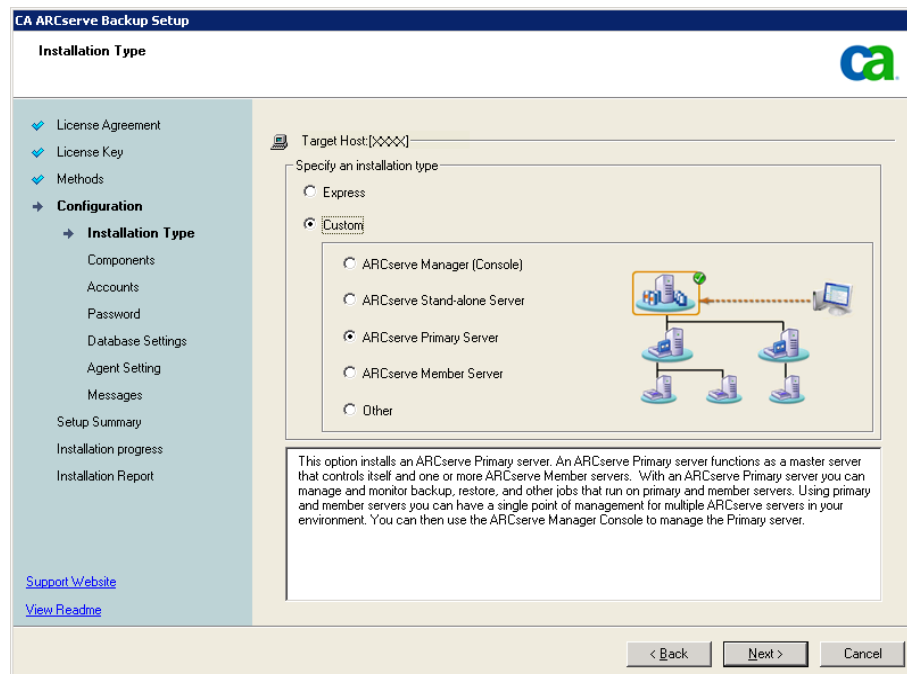 CA ARCserve Backup Setup
Installation Type
ca
License Agreement
License Key
Methods
Configuration
Installation Type
Components
Accounts
Password
Database Settings
Agent Setting
Messages
Setup Summary
Installation progress
Installation Report
Support Website
View Readme
Target Host:[XXXX]
Specify an installation type
Express
Custom
ARCserve Manager (Console)
ARCserve Stand-alone Server
ARCserve Primary Server
ARCserve Member Server
Other
This option installs an ARCserve Primary server. An ARCserve Primary server functions as a master server
that controls itself and one or more ARCserve Member servers.  With an ARCserve Primary server you can
manage and monitor backup, restore, and other jobs that run on primary and member servers. Using primary
and member servers you can have a single point of management for multiple ARCserve servers in your
environment. You can then use the ARCserve Manager Console to manage the Primary server.
< Back
Next >
Cancel